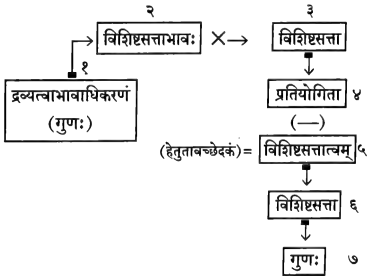 २ ३
विशिष्टसत्ताभावः × विशिष्टसत्ता
१
द्रव्यत्वाभावाधिकरणं
(गुणः)
प्रतियोगिता ४
(—)
(हेतुतावच्छेदकं) = विशिष्टसत्तात्वम् ५
विशिष्टसत्ता ६
गुणः ७